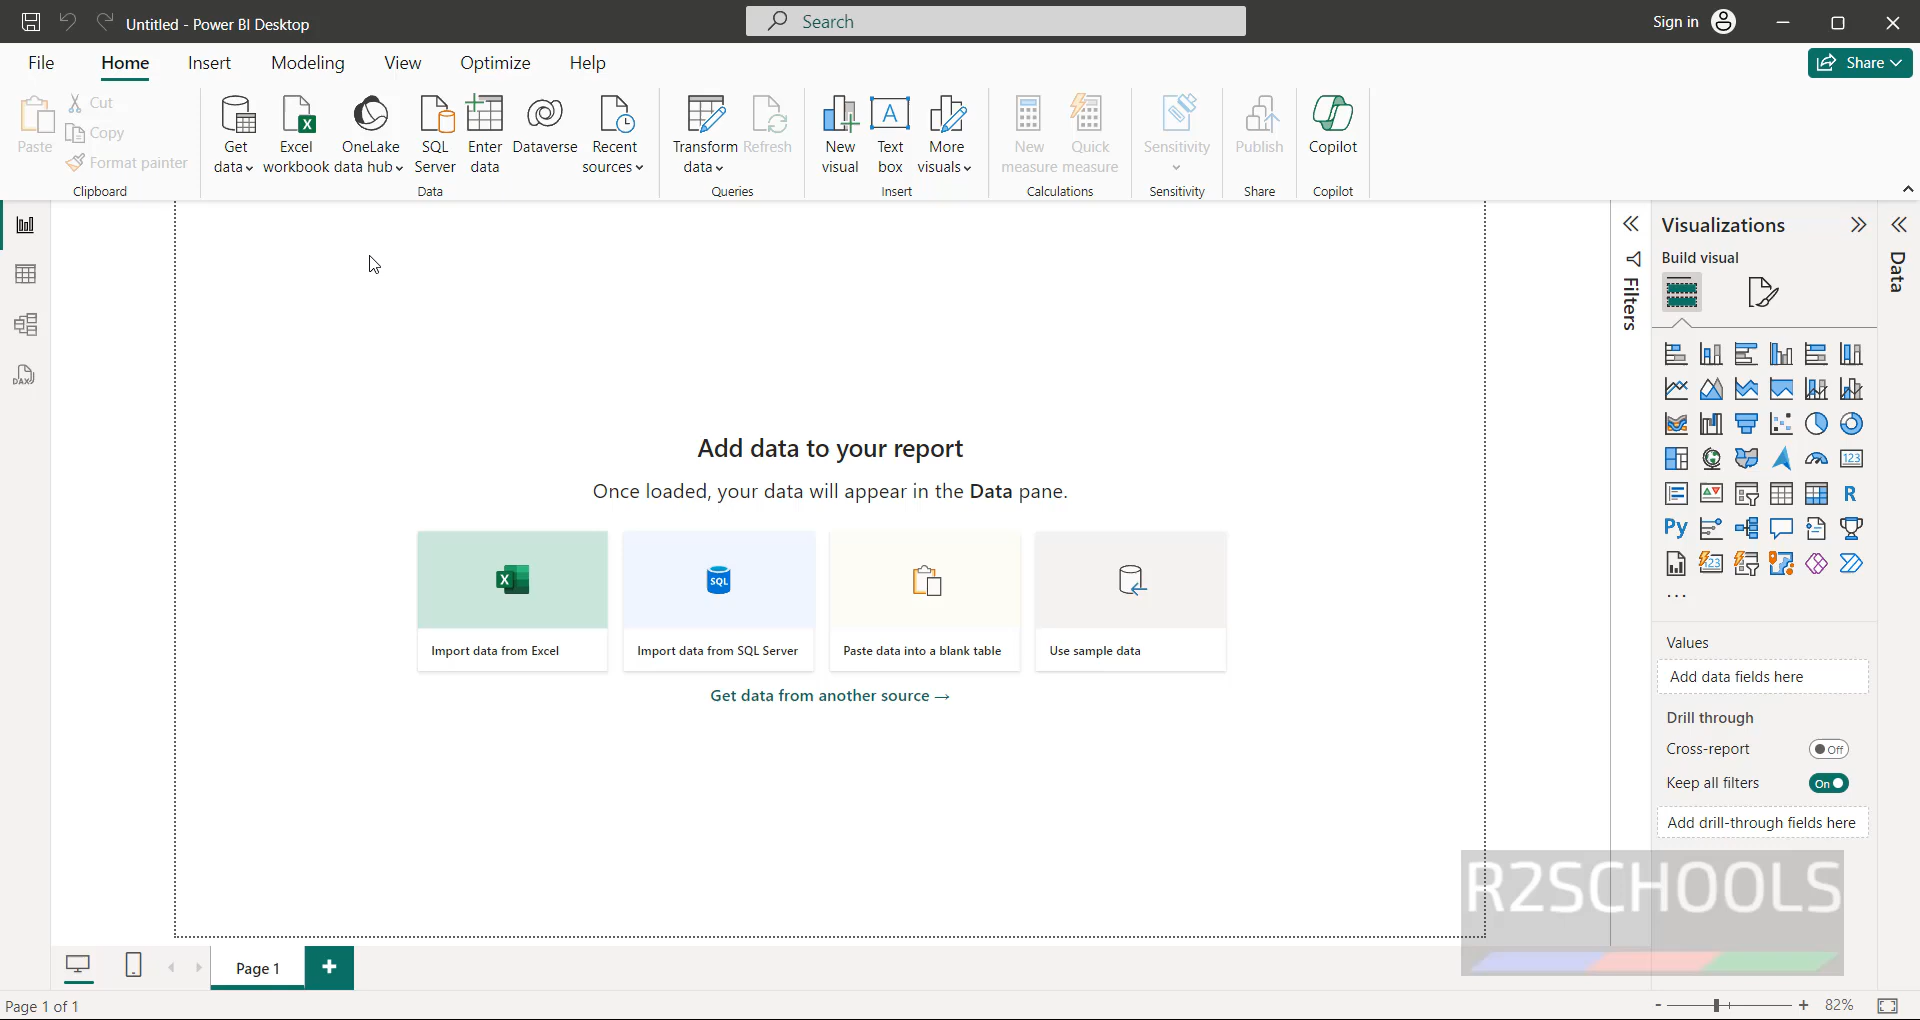 Untitled - Power BI Desktop
Search
Sign in
File
Home
Insert
Modeling
View
Optimize
Help
Share
Paste
Cut
Copy
Format painter
Clipboard
Get data
Excel workbook
OneLake data hub
SQL Server
Enter data
Dataverse
Recent sources
Data
Transform data
Refresh
Queries
New visual
Text box
More visuals
Insert
New measure
Quick measure
Calculations
Sensitivity
Sensitivity
Publish
Share
Copilot
Copilot
DAX
Add data to your report
Once loaded, your data will appear in the Data pane.
X
SQL
Import data from Excel
Import data from SQL Server
Paste data into a blank table
Use sample data
Get data from another source →
Filters
Visualizations
Build visual
123
R
Py
123
...
Values
Add data fields here
Drill through
Cross-report
Off
Keep all filters
On
Add drill-through fields here
Data
R2SCHOOLS
Page 1
+
Page 1 of 1
- + 82%